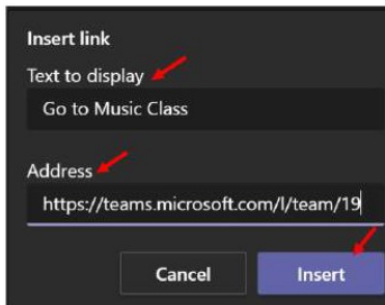 Insert link
Text to display
Go to Music Class
Address
https://teams.microsoft.com/l/team/19
Cancel Insert